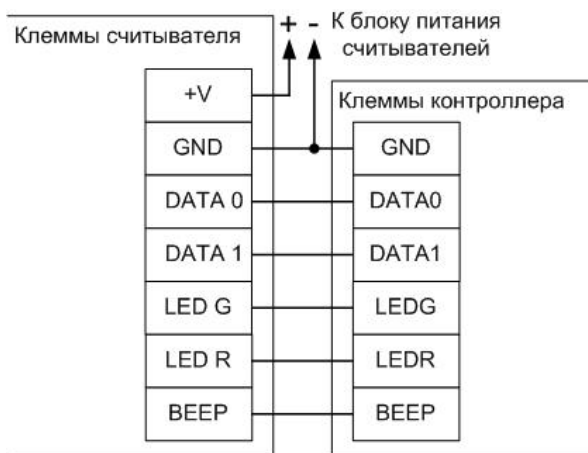 Клеммы считывателя
+ - К блоку питания
считывателей
Клеммы контроллера
+V
GND
GND
DATA 0
DATA0
DATA 1
DATA1
LED G
LEDG
LED R
LEDR
BEEP
BEEP